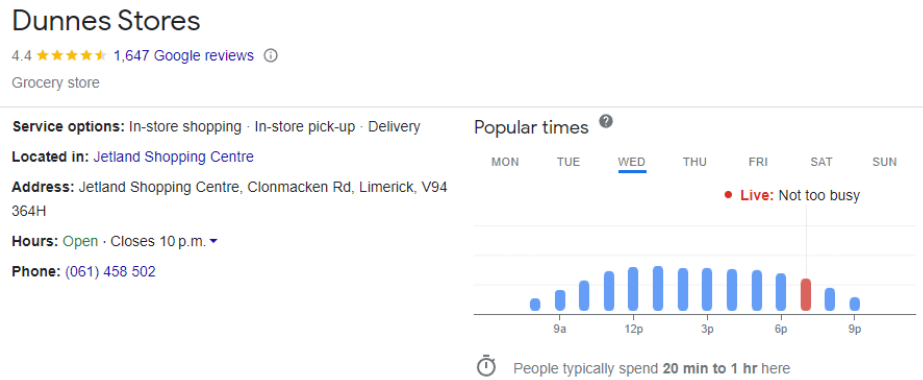 Dunnes Stores
4.4 1,647 Google reviews
Grocery store
Service options: In-store shopping · In-store pick-up · Delivery
Located in: Jetland Shopping Centre
Address: Jetland Shopping Centre, Clonmacken Rd, Limerick, V94
364H
Hours: Open · Closes 10 p.m.
Phone: (061) 458 502
Popular times
MON TUE WED THU FRI SAT SUN
Live: Not too busy
9a 12p 3p 6p 9p
People typically spend 20 min to 1 hr here